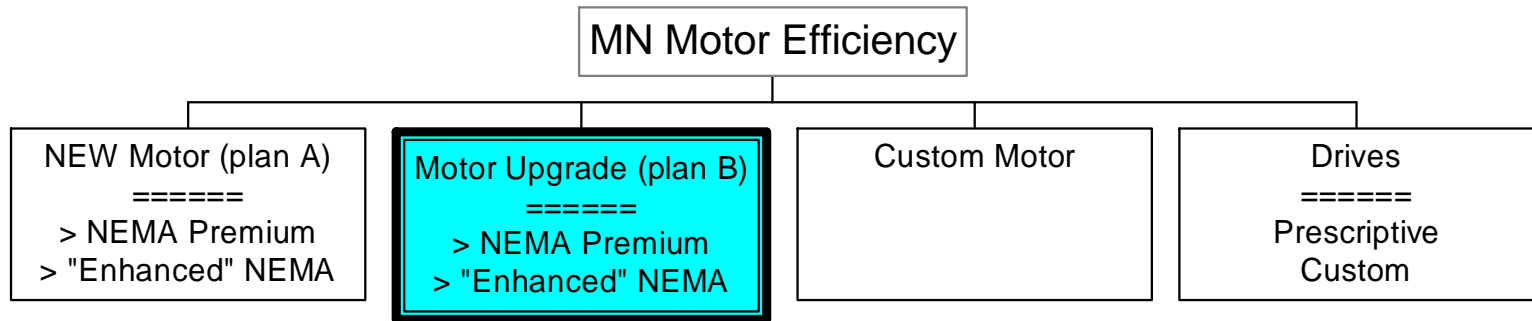 MN Motor Efficiency
NEW Motor (plan A)
======
> NEMA Premium
> "Enhanced" NEMA
Motor Upgrade (plan B)
======
> NEMA Premium
> "Enhanced" NEMA
Custom Motor
Drives
======
Prescriptive
Custom